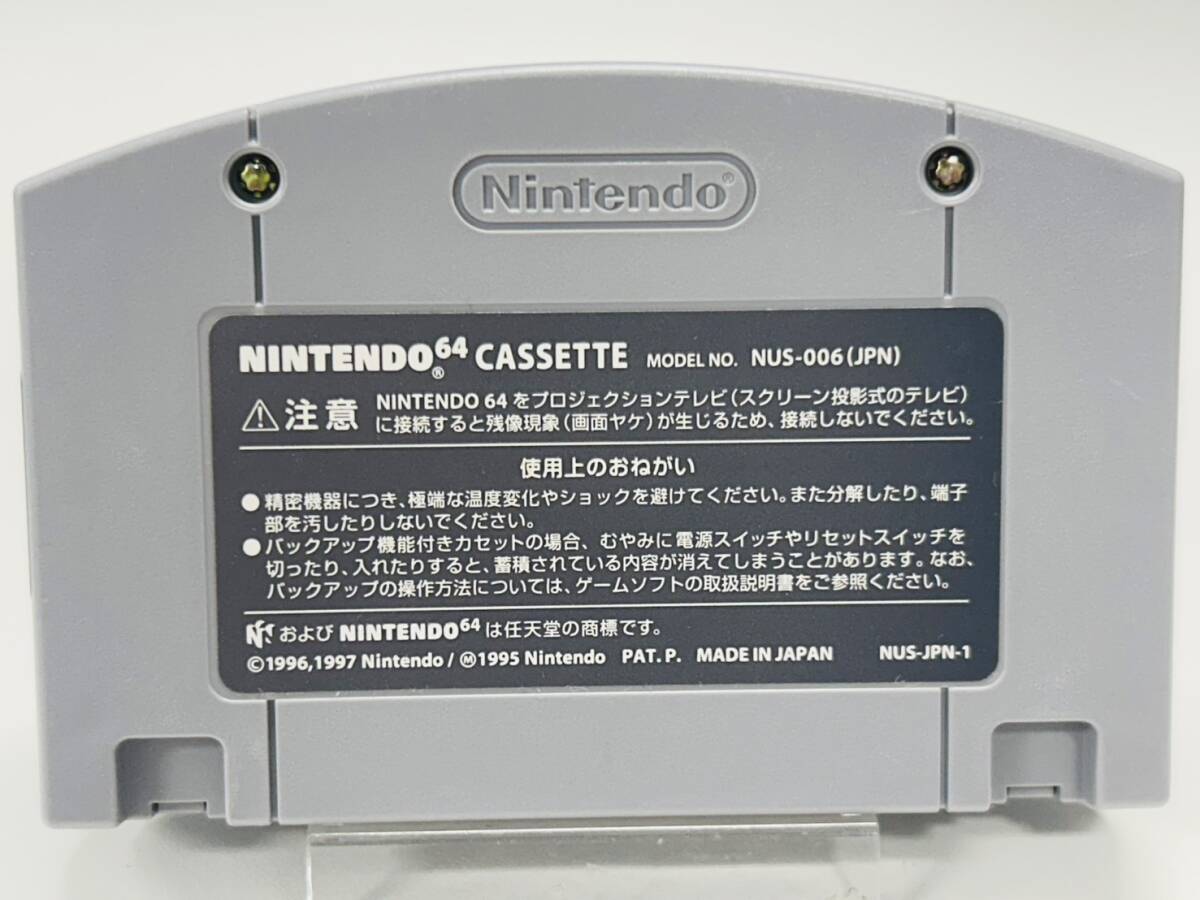 Nintendo®
NINTENDO64® CASSETTE MODEL NO. NUS-006(JPN)
⚠注意 NINTENDO 64 をプロジェクションテレビ(スクリーン投影式のテレビ)
に接続すると残像現象(画面ヤケ)が生じるため、接続しないでください。
使用上のおねがい
●精密機器につき、極端な温度変化やショックを避けてください。また分解したり、端子
部を汚したりしないでください。
●バックアップ機能付きカセットの場合、むやみに電源スイッチやリセットスイッチを
切ったり、入れたりすると、蓄積されている内容が消えてしまうことがあります。なお、
バックアップの操作方法については、ゲームソフトの取扱説明書をご参照ください。
および NINTENDO64 は任天堂の商標です。
©1996,1997 Nintendo / Ⓜ1995 Nintendo PAT. P. MADE IN JAPAN NUS-JPN-1